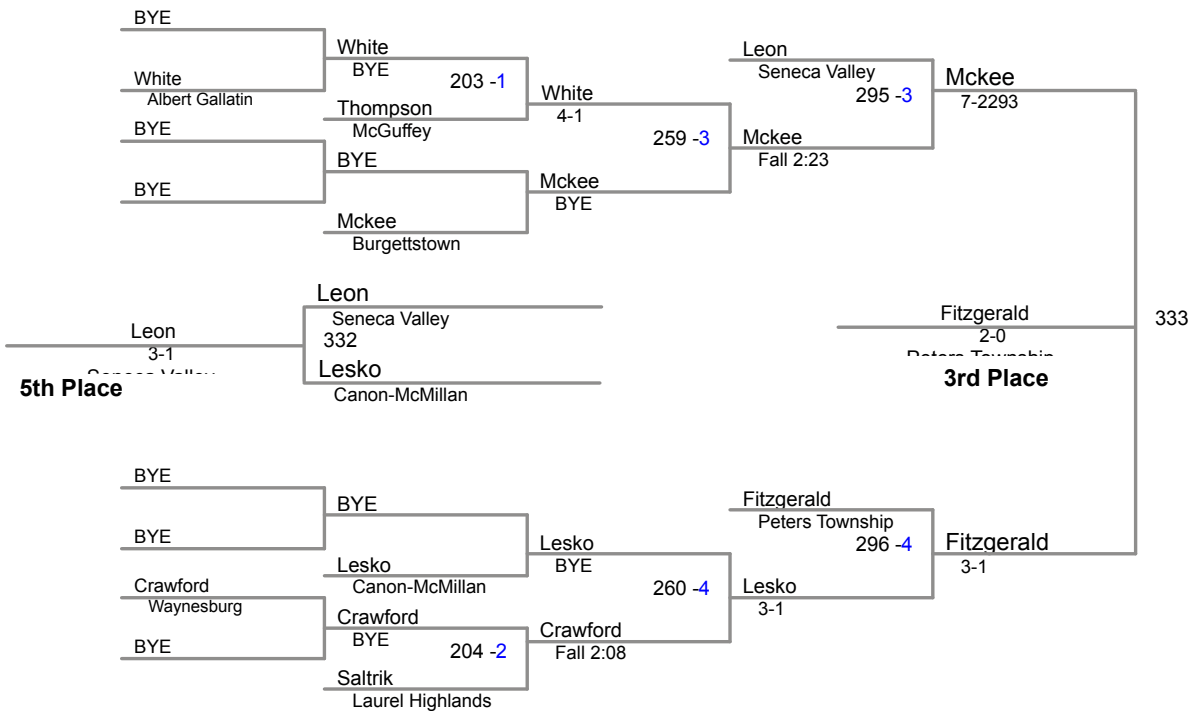 BYE
White
Albert Gallatin
BYE
BYE
White
BYE
203 -1
Thompson
McGuffey
BYE
Mckee
Burgettstown
White
4-1
259 -3
Mckee
BYE
Leon
Seneca Valley
295 -3
Mckee
Fall 2:23
Mckee
7-2293
Leon
3-1
Seneca Valley
5th Place
Leon
Seneca Valley
332
Lesko
Canon-McMillan
Fitzgerald
2-0
Peters Township
3rd Place
333
BYE
BYE
Crawford
Waynesburg
BYE
BYE
Lesko
Canon-McMillan
Crawford
BYE
204 -2
Saltrik
Laurel Highlands
Lesko
BYE
260 -4
Crawford
Fall 2:08
Fitzgerald
Peters Township
296 -4
Lesko
3-1
Fitzgerald
3-1